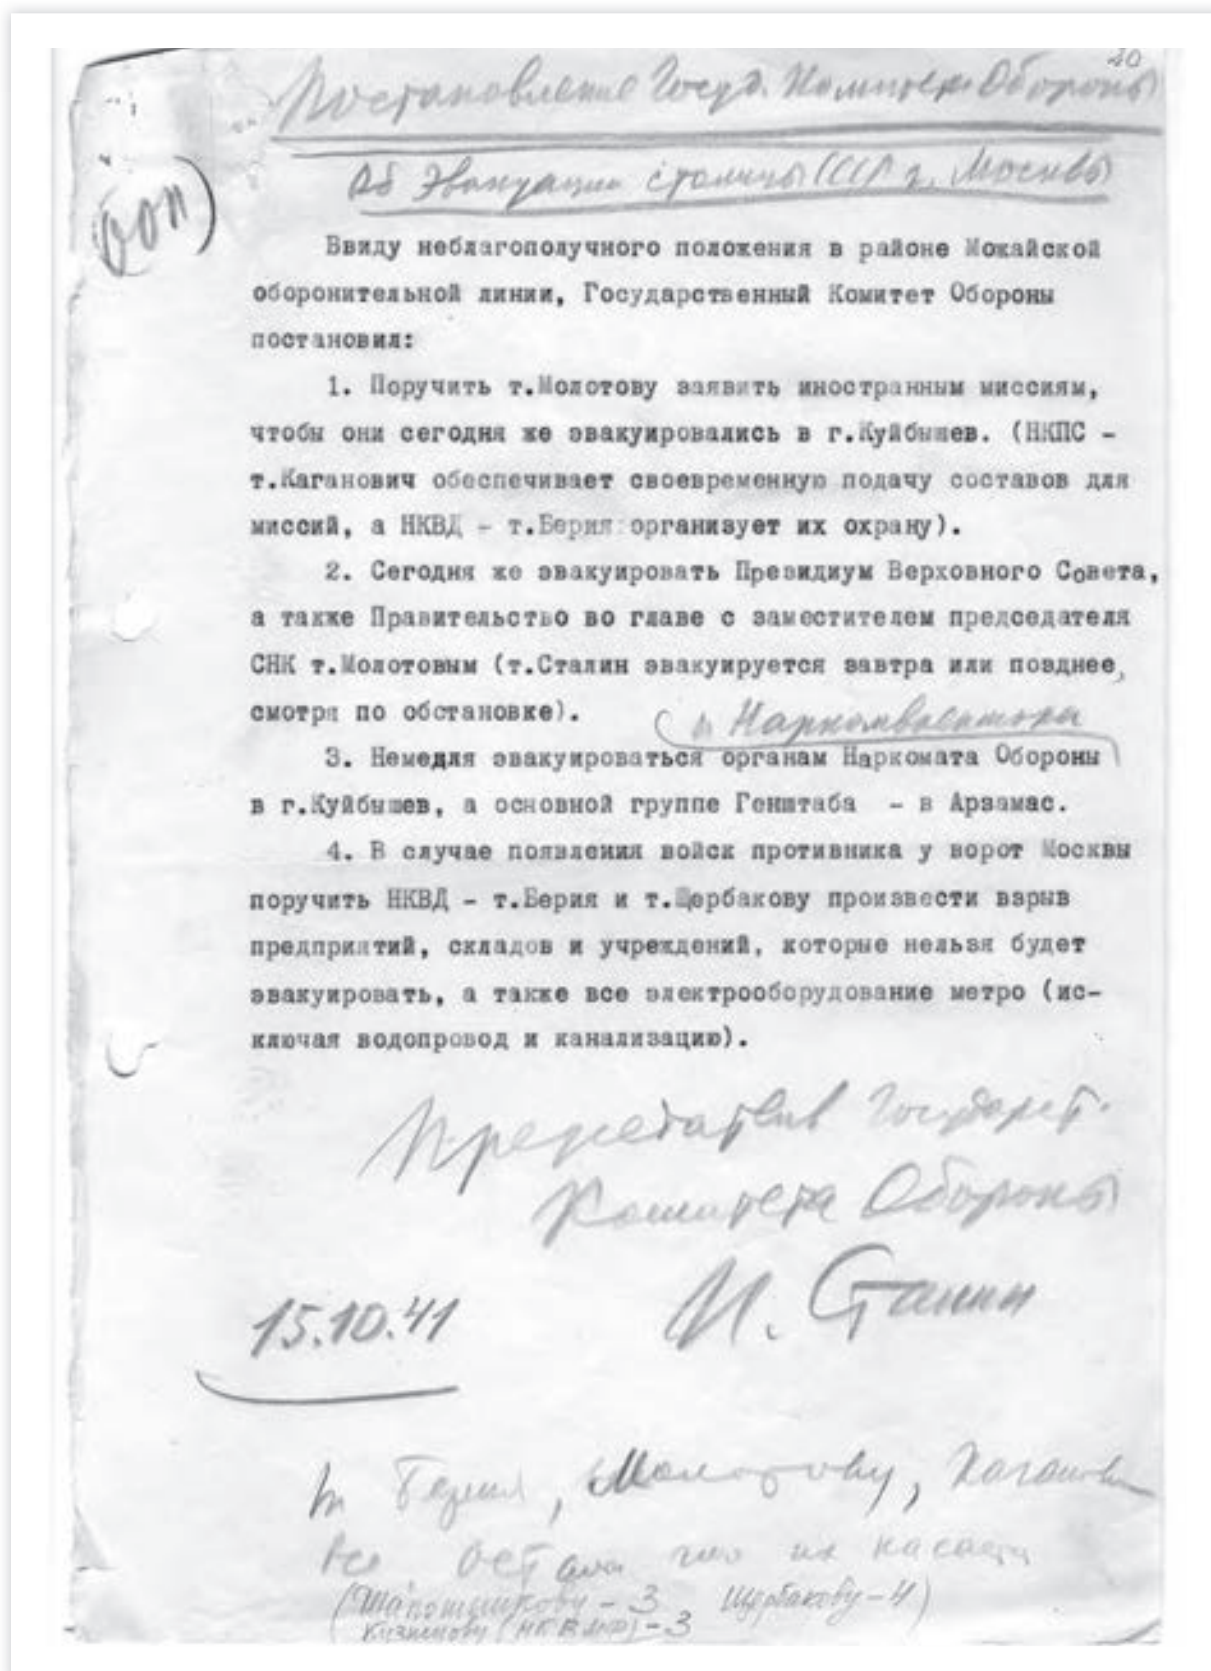 20
Постановление Госуд. Комитета Обороны
Об Эвакуации столицы СССР г. Москвы
Ввиду неблагополучного положения в районе Можайской
оборонительной линии, Государственный Комитет Обороны
постановил:
1. Поручить т.Молотову заявить иностранным миссиям,
чтобы они сегодня же эвакуировались в г.Куйбышев. (НКПС -
т.Каганович обеспечивает своевременную подачу составов для
миссий, а НКВД - т.Берия организует их охрану).
2. Сегодня же эвакуировать Президиум Верховного Совета,
а также Правительство во главе с заместителем председателя
СНК т.Молотовым (т.Сталин эвакуируется завтра или позднее,
смотря по обстановке).
и Наркомвоенмора
3. Немедля эвакуироваться органам Наркомата Обороны
в г.Куйбышев, а основной группе Генштаба - в Арзамас.
4. В случае появления войск противника у ворот Москвы
поручить НКВД - т.Берия и т.Щербакову произвести взрыв
предприятий, складов и учреждений, которые нельзя будет
эвакуировать, а также все электрооборудование метро (ис-
ключая водопровод и канализацию).
Председатель Государст.
Комитета Обороны
И. Сталин
15.10.41
Берия, Молотову, Каганови
все остал что их касается
(Шапошникову - 3 Щербакову - 4)
Кузнецову (НКВМФ) - 3